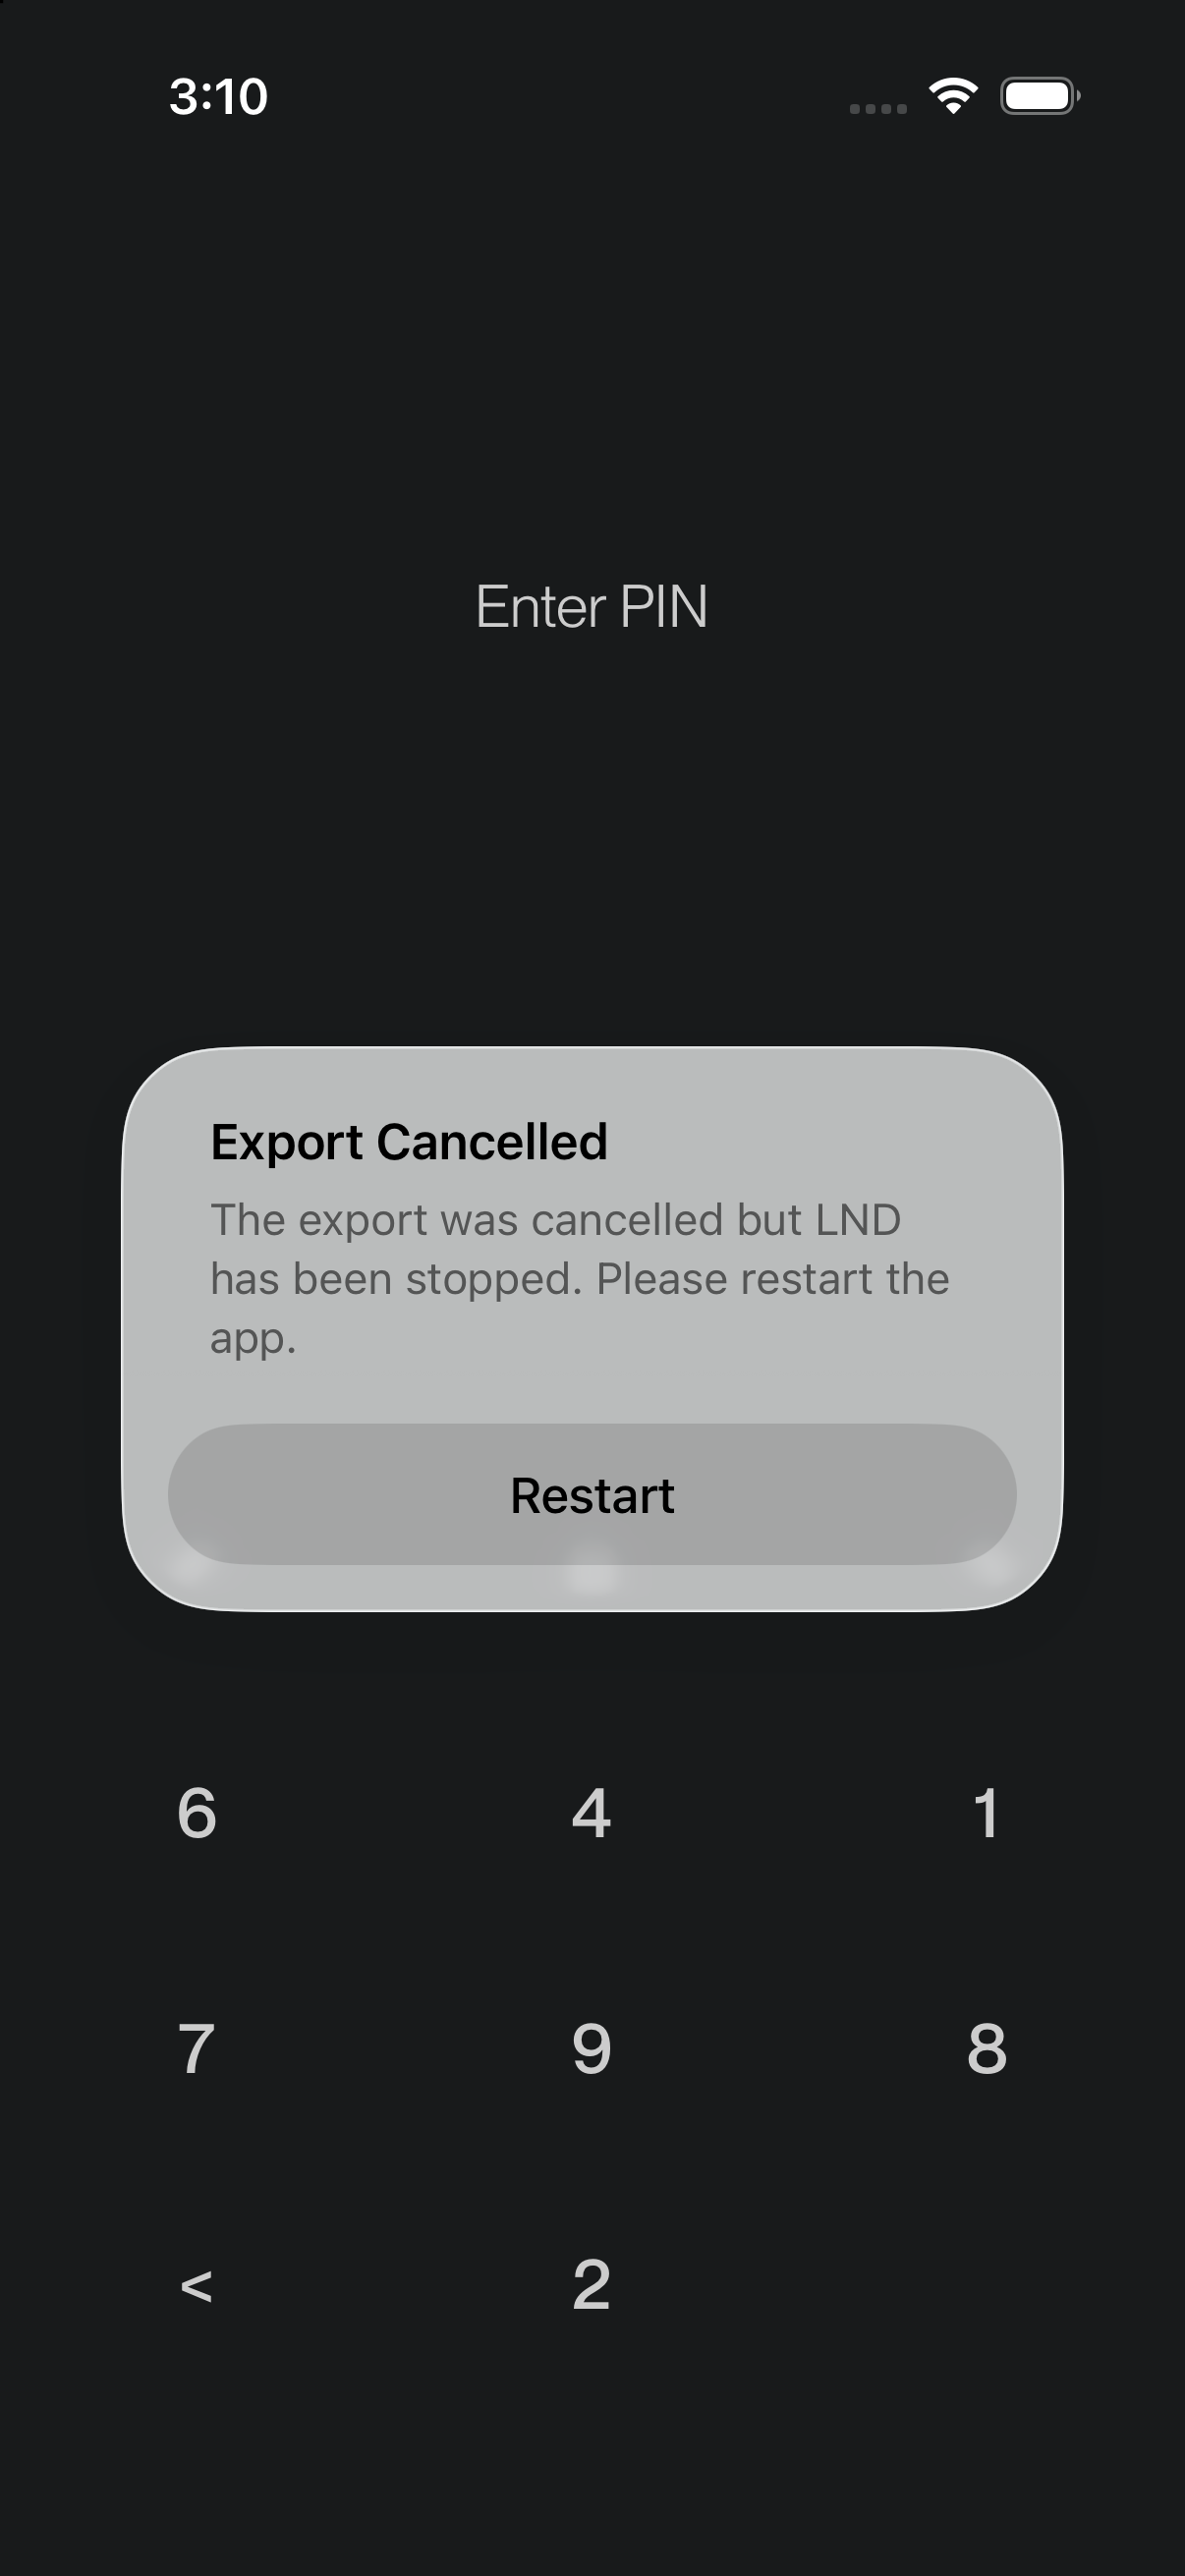 3:10
Enter PIN
Export Cancelled
The export was cancelled but LND
has been stopped. Please restart the
app.
Restart
6 4 1
7 9 8
< 2